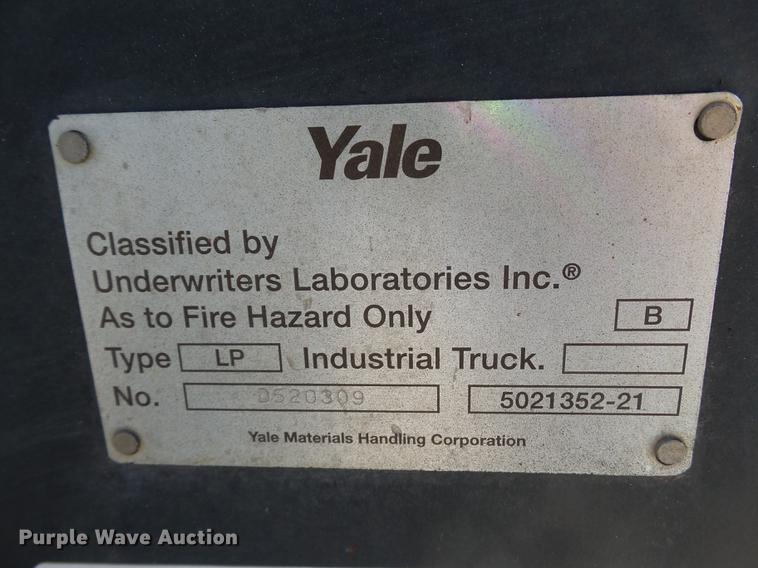 Yale
Classified by
Underwriters Laboratories Inc.®
As to Fire Hazard Only B
Type LP Industrial Truck.
No. D520309 5021352-21
Yale Materials Handling Corporation
Purple Wave Auction